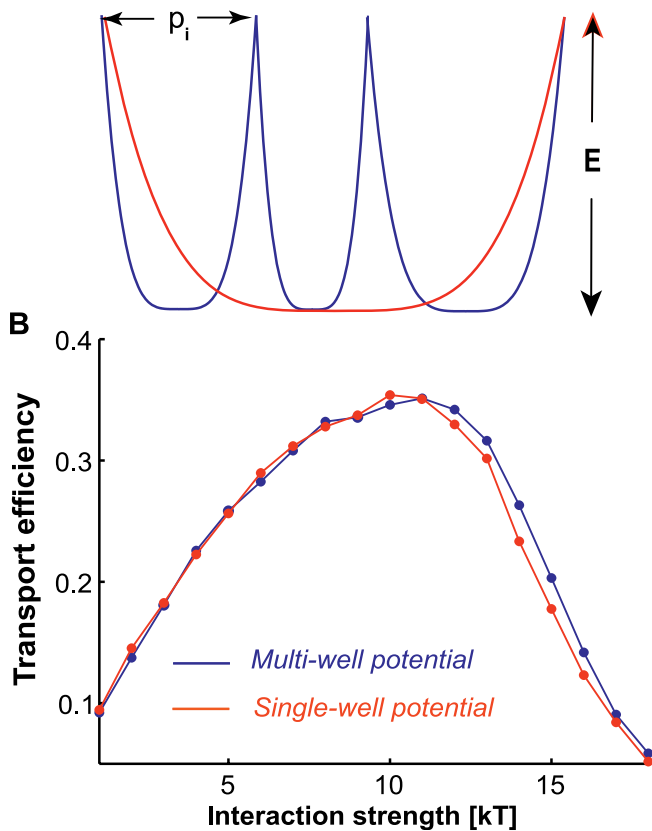 pi
E
B
0.4
0.3
0.2
0.1
Transport efficiency
Multi-well potential
Single-well potential
5 10 15
Interaction strength [kT]